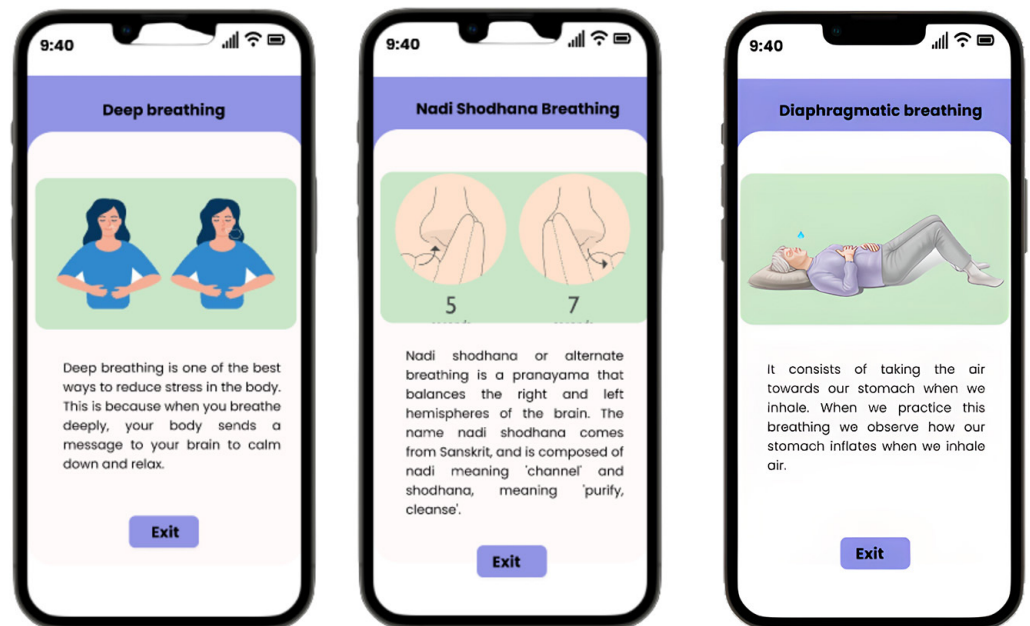 9:40
Deep breathing
Deep breathing is one of the best
ways to reduce stress in the body.
This is because when you breathe
deeply, your body sends a
message to your brain to calm
down and relax.
Exit
9:40
Nadi Shodhana Breathing
5
7
Nadi shodhana or alternate
breathing is a pranayama that
balances the right and left
hemispheres of the brain. The
name nadi shodhana comes
from Sanskrit, and is composed of
nadi meaning 'channel' and
shodhana, meaning 'purify,
cleanse'.
Exit
9:40
Diaphragmatic breathing
It consists of taking the air
towards our stomach when we
inhale. When we practice this
breathing we observe how our
stomach inflates when we inhale
air.
Exit